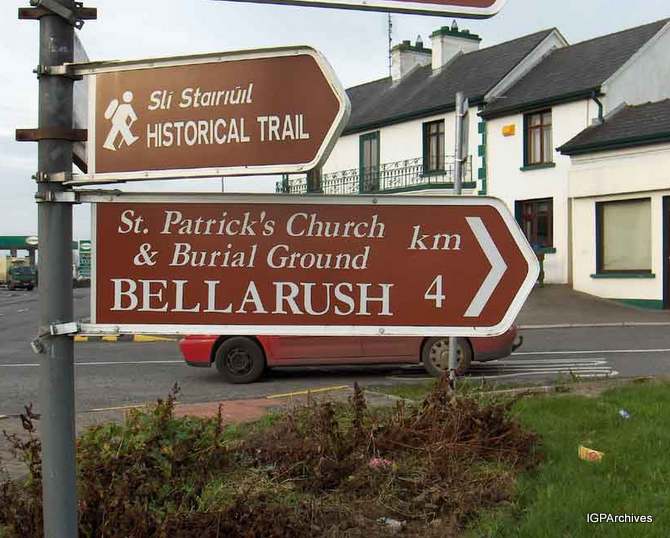 Slí Stairiúil
HISTORICAL TRAIL
St. Patrick's Church
& Burial Ground
km
BELLARUSH 4
IGPArchives